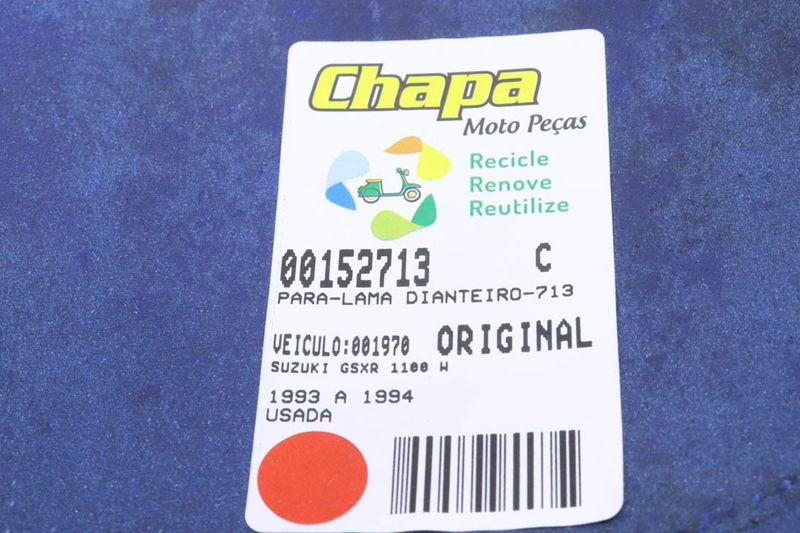 Chapa
Moto Peças
Recicle
Renove
Reutilize
00152713 C
PARA-LAMA DIANTEIRO-713
VEICULO:001970 ORIGINAL
SUZUKI GSXR 1100 W
1993 A 1994
USADA